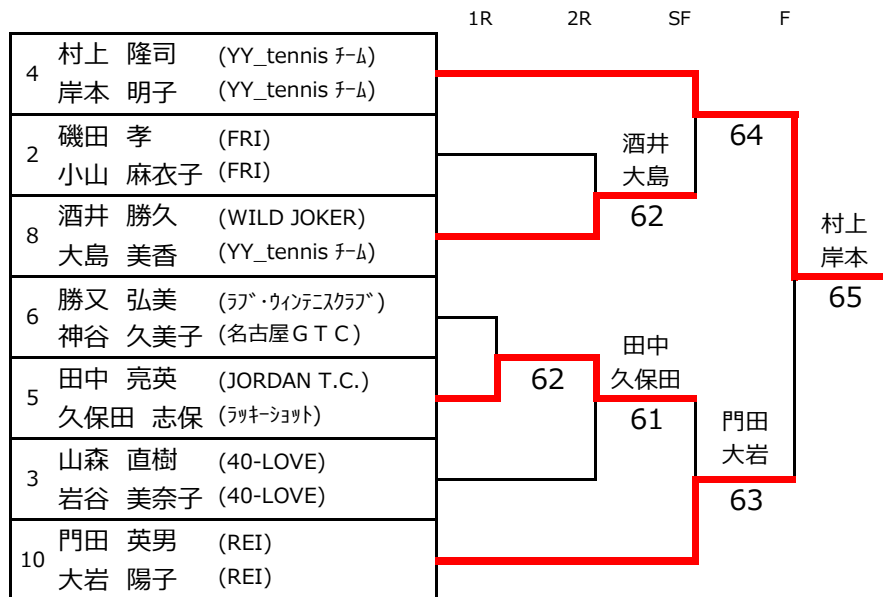 1R 2R SF F
4 村上 隆司 (YY_tennis ﾁｰﾑ)
岸本 明子 (YY_tennis ﾁｰﾑ)
64
2 磯田 孝 (FRI)
小山 麻衣子 (FRI)
酒井
大島
62
8 酒井 勝久 (WILD JOKER)
大島 美香 (YY_tennis ﾁｰﾑ)
村上
岸本
65
6 勝又 弘美 (ﾗﾌﾞ・ｳｨﾝﾃﾆｽｸﾗﾌﾞ)
神谷 久美子 (名古屋ＧＴＣ)
62
田中
久保田
61
5 田中 亮英 (JORDAN T.C.)
久保田 志保 (ﾗｯｷｰｼｮｯﾄ)
門田
大岩
63
3 山森 直樹 (40-LOVE)
岩谷 美奈子 (40-LOVE)
10 門田 英男 (REI)
大岩 陽子 (REI)